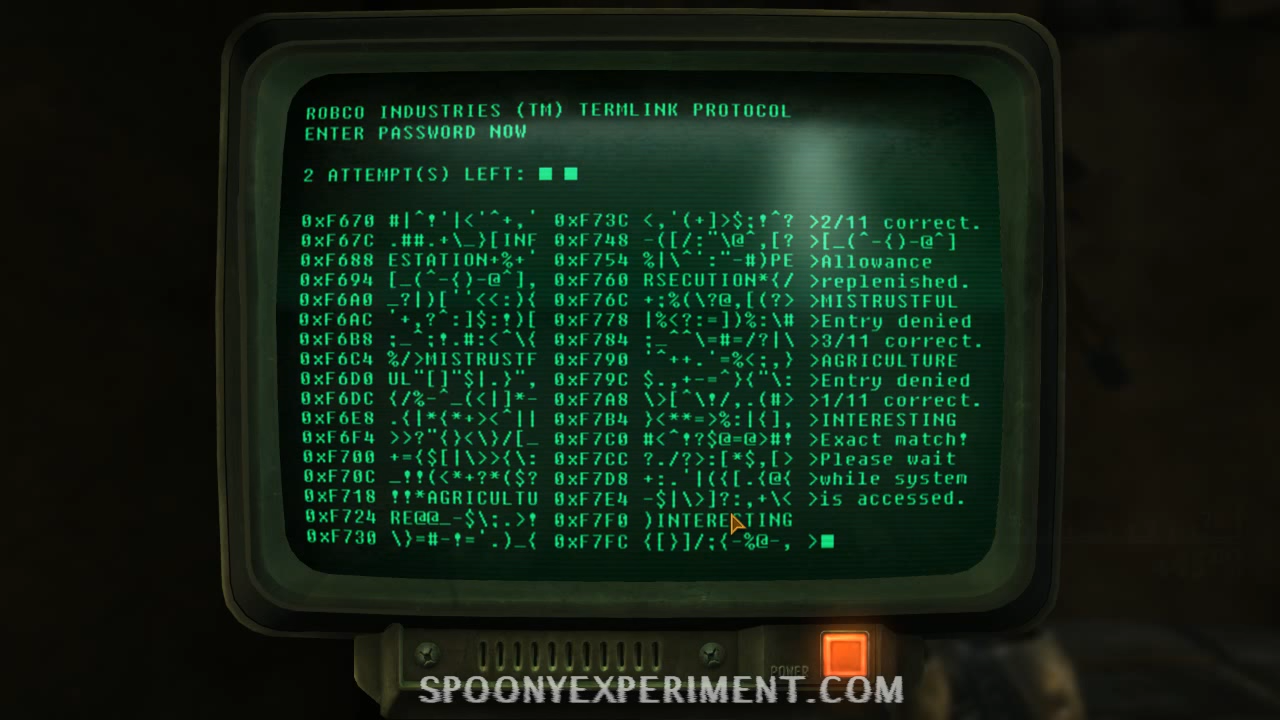 ROBCO INDUSTRIES (TM) TERMLINK PROTOCOL
ENTER PASSWORD NOW
2 ATTEMPT(S) LEFT: ■ ■
0xF670 #|^!'|<'^+,' 0xF73C <,'(+]>$;!^? >2/11 correct.
0xF67C .##.+\_}[INF 0xF748 -([/:"\@^,[? >[_(^-{)-@^]
0xF688 ESTATION+%+' 0xF754 %|\^':"-#)PE >Allowance
0xF694 [_(^-{)-@^], 0xF760 RSECUTION*{/ >replenished.
0xF6A0 _?|)['`<<:){ 0xF76C +;%(\?@,[(?> >MISTRUSTFUL
0xF6AC '+,?^:]$:!)[ 0xF778 |%<?:=])%:\# >Entry denied
0xF6B8 ;_^;!.#:<^\{ 0xF784 ;_^^\=#=/?|\ >3/11 correct.
0xF6C4 %/>MISTRUSTF 0xF790 '^++.'=%<;,} >AGRICULTURE
0xF6D0 UL"[]"$|.}", 0xF79C $.,+-=^}{"\: >Entry denied
0xF6DC {/%-^_(<|]*- 0xF7A8 \>[^\!/,.(#> >1/11 correct.
0xF6E8 .{|*{*+><^|| 0xF7B4 }<**=>%:|{], >INTERESTING
0xF6F4 >>?"{}<\}/[_ 0xF7C0 #<^!?$@=@>#! >Exact match!
0xF700 +={$[|\>>{\: 0xF7CC ?./?>:[*$,[> >Please wait
0xF70C _!!(<*+?*($? 0xF7D8 +:.'|({[.{@{ >while system
0xF718 !!*AGRICULTU 0xF7E4 -$|\>]?:,+\< >is accessed.
0xF724 RE@@_-$\;.>! 0xF7F0 )INTERESTING
0xF730 \}=#-!='.)_{ 0xF7FC {[}]/;{-%@-, >■
POWER
SPOONYEXPERIMENT.COM